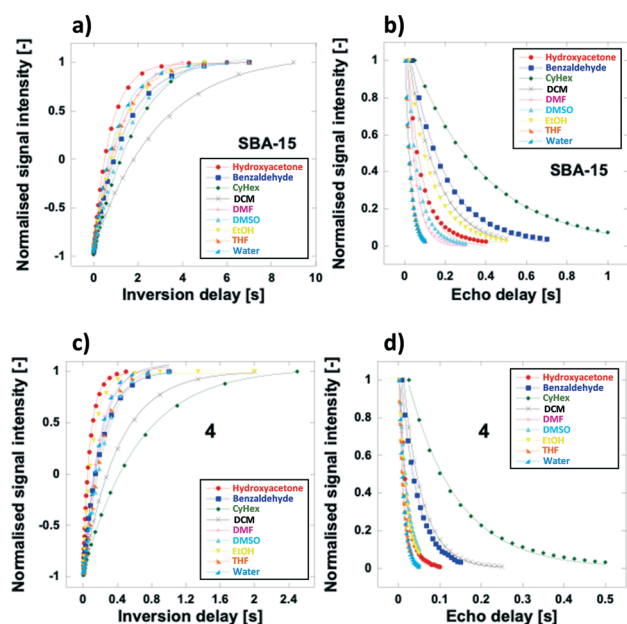 a)
Normalised signal intensity [-]
1
0.5
0
-0.5
-1
SBA-15
Hydroxyacetone
Benzaldehyde
CyHex
DCM
DMF
DMSO
EtOH
THF
Water
0 2 4 6 8 10
Inversion delay [s]
b)
Normalised signal intensity [-]
1
0.8
0.6
0.4
0.2
0
Hydroxyacetone
Benzaldehyde
CyHex
DCM
DMF
DMSO
EtOH
THF
Water
SBA-15
0 0.2 0.4 0.6 0.8 1
Echo delay [s]
c)
Normalised signal intensity [-]
1
0.5
0
-0.5
-1
4
Hydroxyacetone
Benzaldehyde
CyHex
DCM
DMF
DMSO
EtOH
THF
Water
0 0.4 0.8 1.2 1.6 2 2.4
Inversion delay [s]
d)
Normalised signal intensity [-]
1
0.8
0.6
0.4
0.2
0
Hydroxyacetone
Benzaldehyde
CyHex
DCM
DMF
DMSO
EtOH
THF
Water
4
0 0.1 0.2 0.3 0.4 0.5
Echo delay [s]